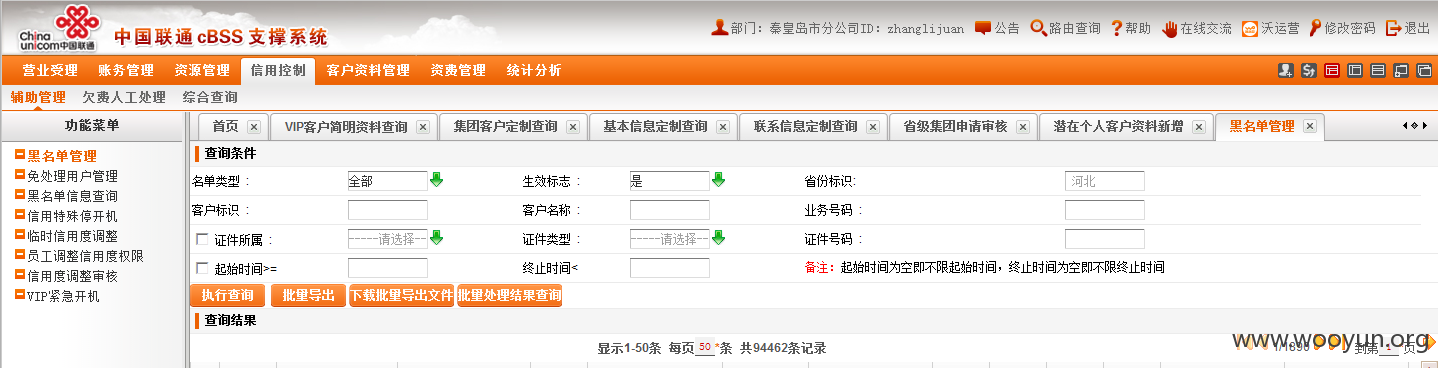 China unicom中国联通 中国联通 cBSS 支撑系统 部门：秦皇岛市分公司ID：zhanglijuan 公告 路由查询 帮助 在线交流 沃运营 修改密码 退出
营业受理 账务管理 资源管理 信用控制 客户资料管理 资费管理 统计分析
辅助管理 欠费人工处理 综合查询
功能菜单
黑名单管理
免处理用户管理
黑名单信息查询
信用特殊停开机
临时信用度调整
员工调整信用度权限
信用度调整审核
VIP紧急开机
首页 VIP客户简明资料查询 集团客户定制查询 基本信息定制查询 联系信息定制查询 省级集团申请审核 潜在个人客户资料新增 黑名单管理
查询条件
名单类型： 全部 生效标志： 是 省份标识: 河北
客户标识： 客户名称： 业务号码：
证件所属： -----请选择-- 证件类型： -----请选择-- 证件号码：
起始时间>= 终止时间< 备注：起始时间为空即不限起始时间，终止时间为空即不限终止时间
执行查询 批量导出 下载批量导出文件 批量处理结果查询
查询结果
显示1-50条 每页50*条 共94462条记录 到第 页
www.wooyun.org